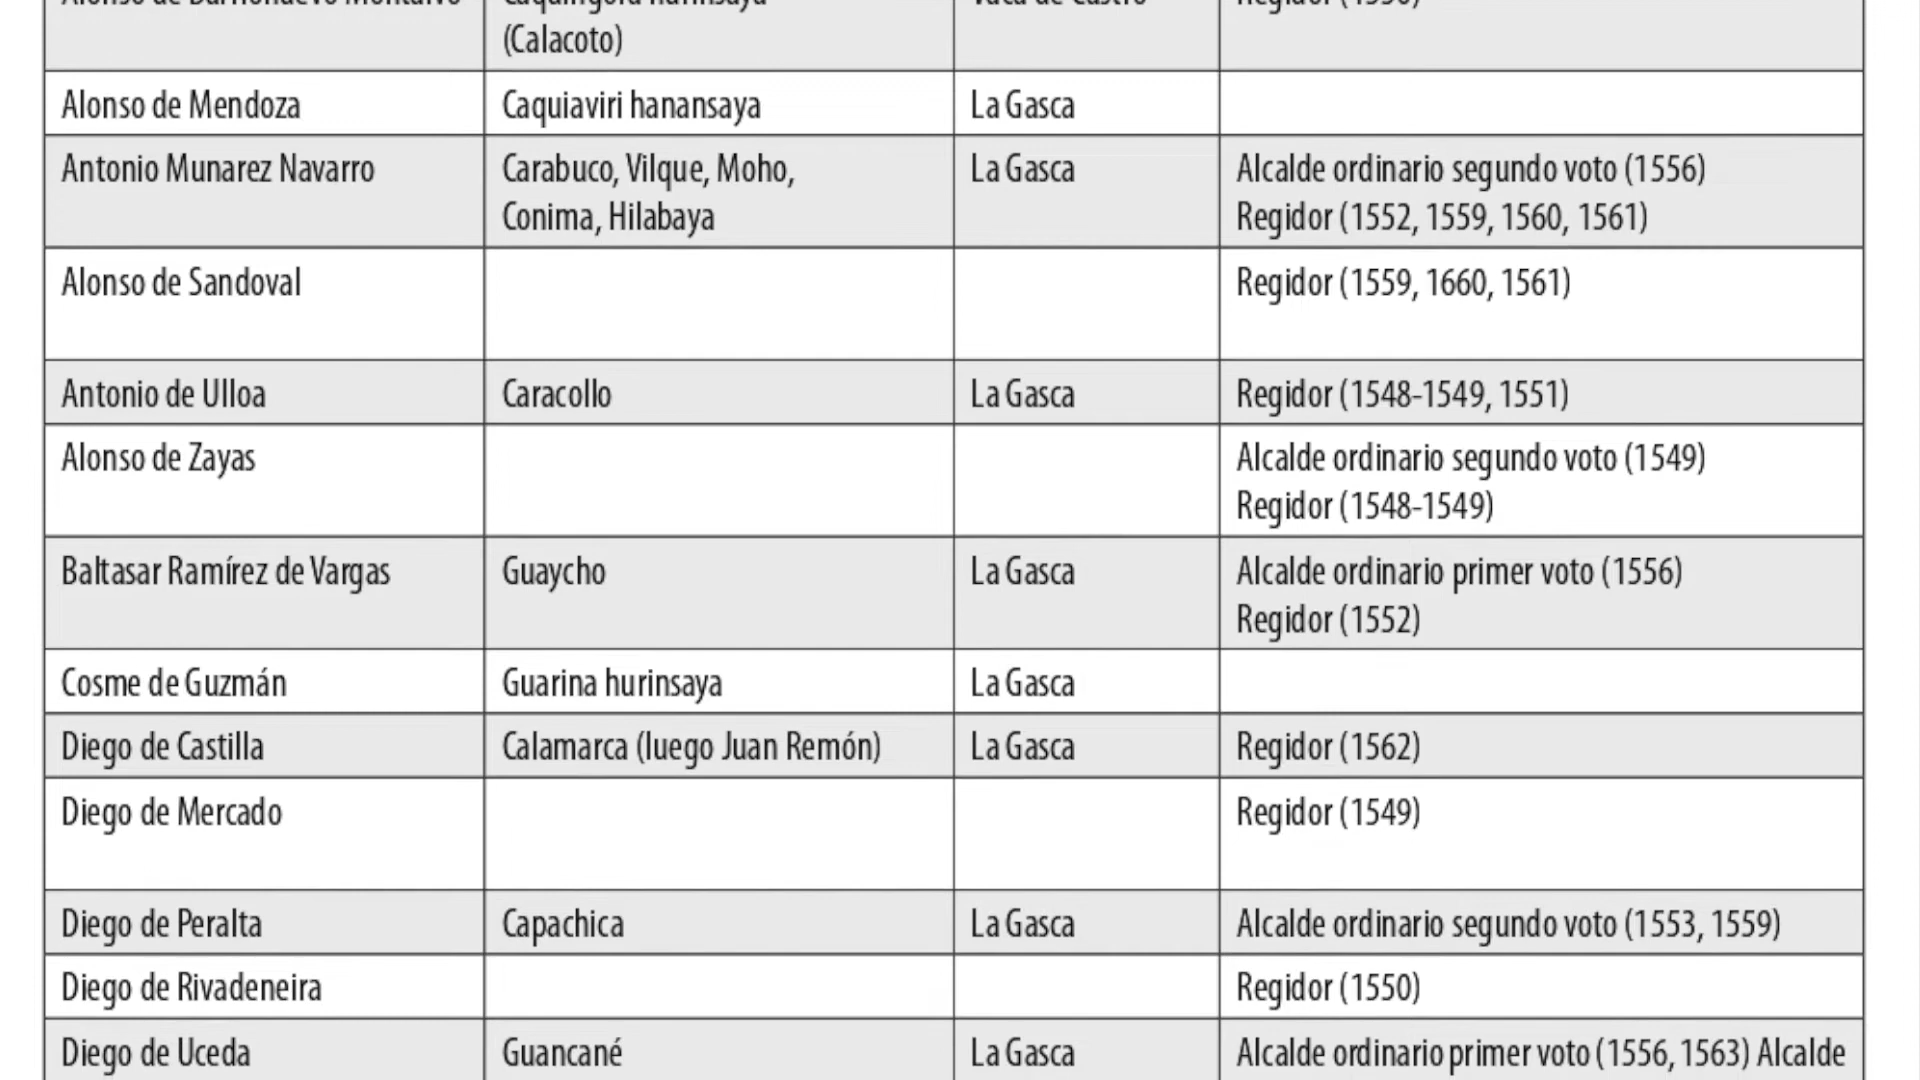 (Calacoto)
Alonso de Mendoza Caquiaviri hanansaya La Gasca
Antonio Munarez Navarro Carabuco, Vilque, Moho, La Gasca Alcalde ordinario segundo voto (1556)
Conima, Hilabaya Regidor (1552, 1559, 1560, 1561)
Alonso de Sandoval Regidor (1559, 1660, 1561)
Antonio de Ulloa Caracollo La Gasca Regidor (1548-1549, 1551)
Alonso de Zayas Alcalde ordinario segundo voto (1549)
Regidor (1548-1549)
Baltasar Ramírez de Vargas Guaycho La Gasca Alcalde ordinario primer voto (1556)
Regidor (1552)
Cosme de Guzmán Guarina hurinsaya La Gasca
Diego de Castilla Calamarca (luego Juan Remón) La Gasca Regidor (1562)
Diego de Mercado Regidor (1549)
Diego de Peralta Capachica La Gasca Alcalde ordinario segundo voto (1553, 1559)
Diego de Rivadeneira Regidor (1550)
Diego de Uceda Guancané La Gasca Alcalde ordinario primer voto (1556, 1563) Alcalde